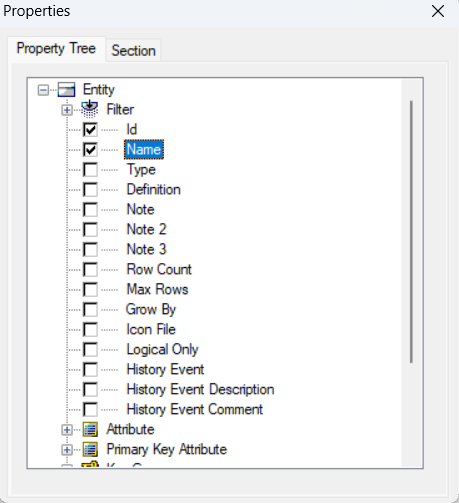 Properties
Property Tree
Section
Entity
Filter
Id
Name
Type
Definition
Note
Note 2
Note 3
Row Count
Max Rows
Grow By
Icon File
Logical Only
History Event
History Event Description
History Event Comment
Attribute
Primary Key Attribute